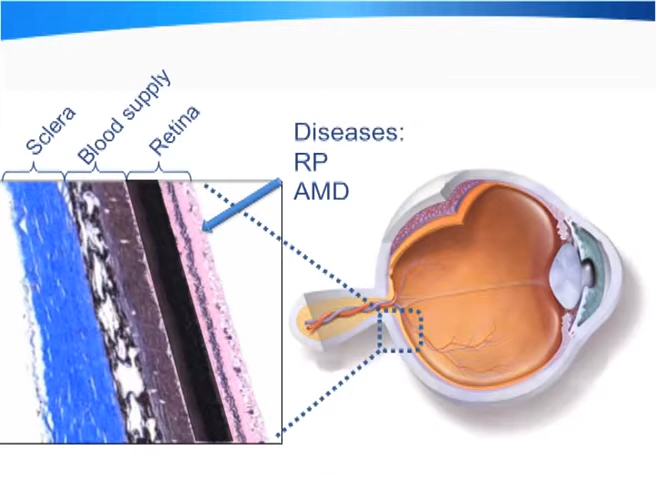 Sclera
Blood supply
Retina
Diseases:
RP
AMD